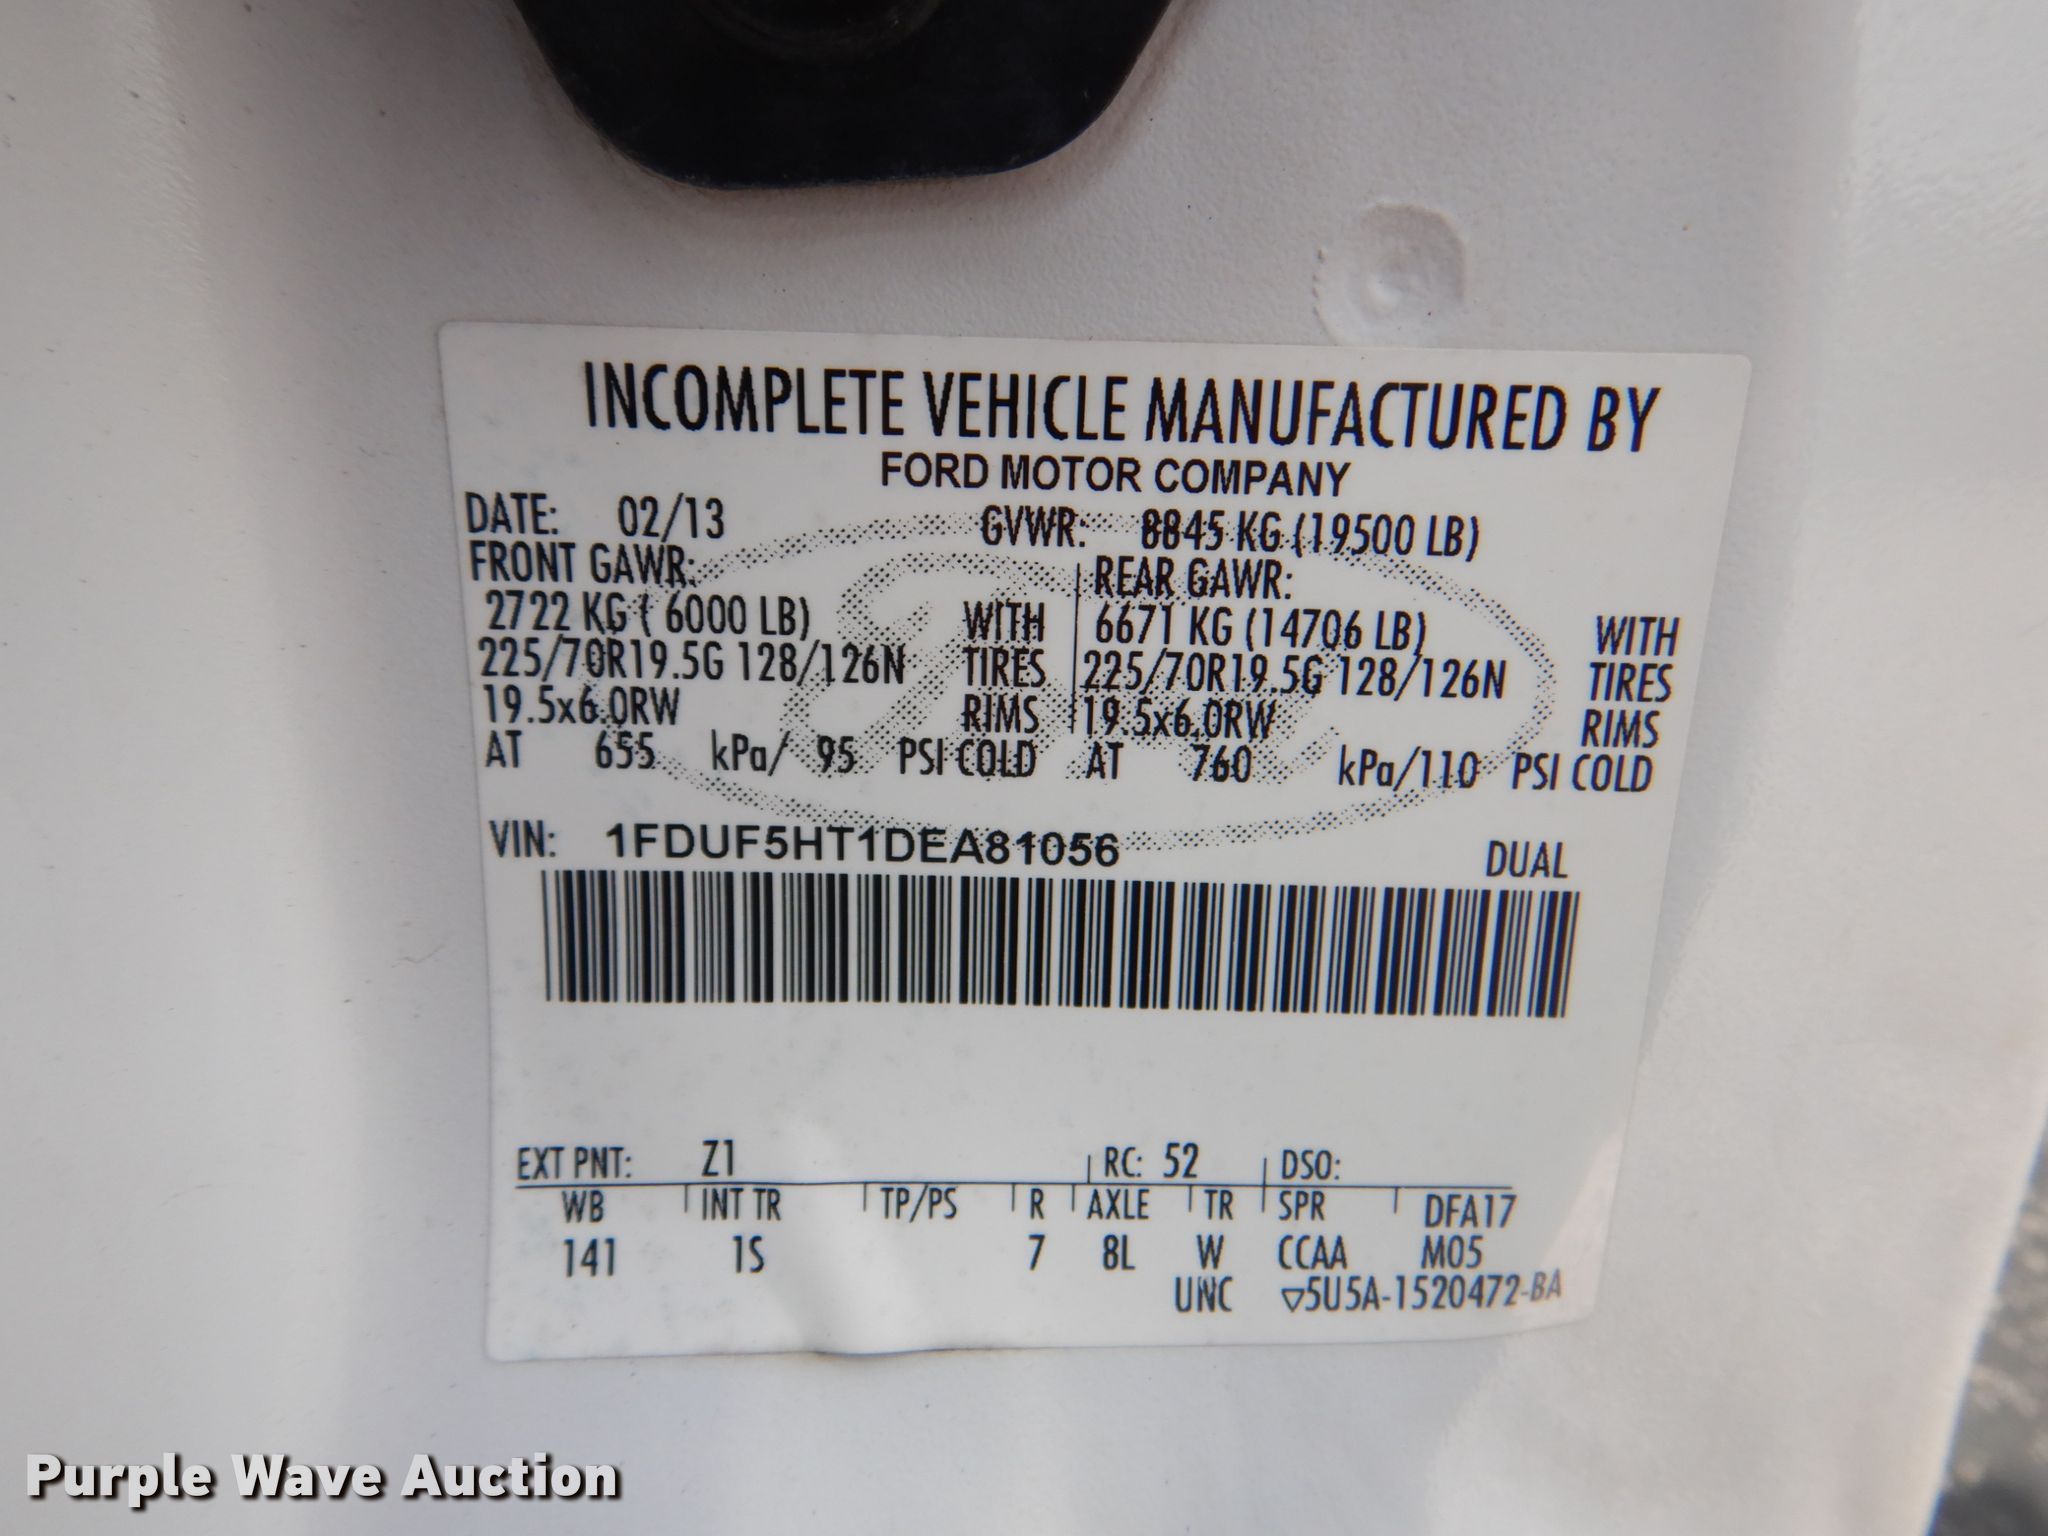 INCOMPLETE VEHICLE MANUFACTURED BY
FORD MOTOR COMPANY
DATE: 02/13 GVWR: 8845 KG (19500 LB)
FRONT GAWR: REAR GAWR:
2722 KG ( 6000 LB) WITH 6671 KG (14706 LB) WITH
225/70R19.5G 128/126N TIRES 225/70R19.5G 128/126N TIRES
19.5x6.0RW RIMS 19.5x6.0RW RIMS
AT 655 kPa/ 95 PSI COLD AT 760 kPa/110 PSI COLD
VIN: 1FDUF5HT1DEA81056 DUAL
EXT PNT: Z1 RC: 52 DSO:
WB INT TR TP/PS R AXLE TR SPR DFA17
141 1S 7 8L W CCAA M05
UNC ▽5U5A-1520472-BA
Purple Wave Auction